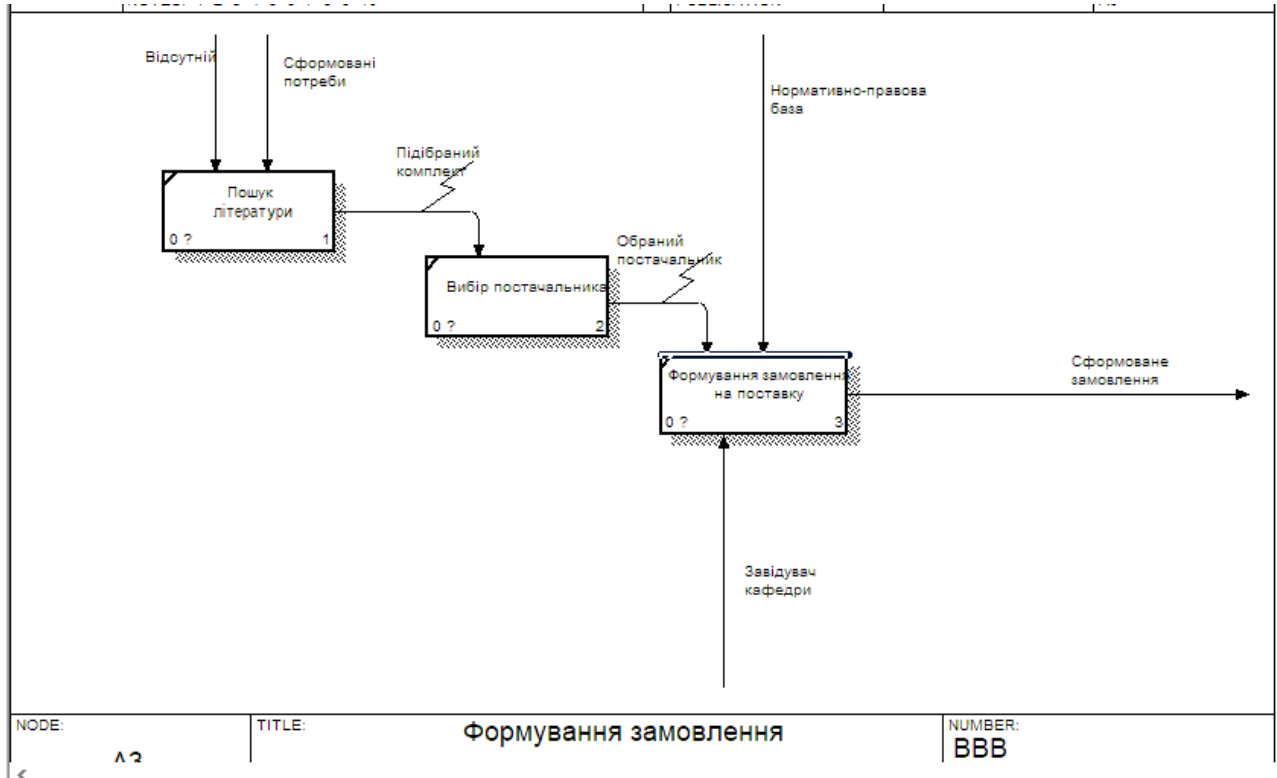 Відсутній
Сформовані
потреби
Нормативно-правова
база
Підібраний
комплект
Пошук
літератури
0 ?
1
Обраний
постачальник
Вибір постачальника
0 ?
2
Сформоване
замовлення
Формування замовлення
на поставку
0 ?
3
Завідувач
кафедри
NODE:
TITLE:
Формування замовлення
NUMBER:
BBB
A3